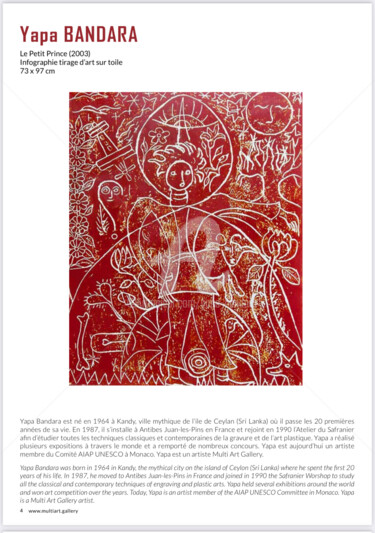 Yapa BANDARA
Le Petit Prince (2003)
Infographie tirage d'art sur toile
73 x 97 cm
Yapa Bandara est né en 1964 à Kandy, ville mythique de l'île de Ceylan (Sri Lanka) où il passe les 20 premières
années de sa vie. En 1987, il s'installe à Antibes Juan-les-Pins en France et rejoint en 1990 l'Atelier du Safranier
afin d'étudier toutes les techniques classiques et contemporaines de la gravure et de l'art plastique. Yapa a réalisé
plusieurs expositions à travers le monde et a remporté de nombreux concours. Yapa est aujourd'hui un artiste
membre du Comité AIAP UNESCO à Monaco. Yapa est un artiste Multi Art Gallery.
Yapa Bandara was born in 1964 in Kandy, the mythical city on the island of Ceylon (Sri Lanka) where he spent the first 20
years of his life. In 1987, he moved to Antibes Juan-les-Pins in France and joined in 1990 the Safranier Worshop to study
all the classical and contemporary techniques of engraving and plastic arts. Yapa held several exhibitions around the world
and won art competition over the years. Today, Yapa is an artist member of the AIAP UNESCO Committee in Monaco. Yapa
is a Multi Art Gallery artist.
4 www.multiart.gallery